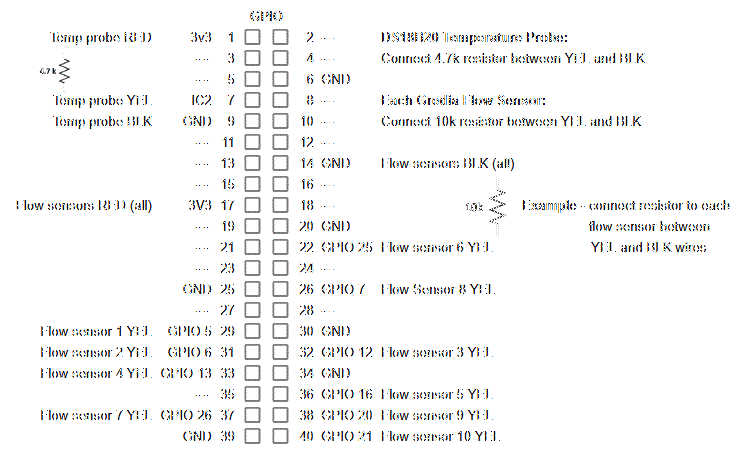 GPIO
Temp probe RED 3v3 1 2 ---- DS18B20 Temperature Probe:
---- 3 4 ---- Connect 4.7k resistor between YEL and BLK
4.7k
---- 5 6 GND
Temp probe YEL IC2 7 8 ---- Each Gredia Flow Sensor:
Temp probe BLK GND 9 10 ---- Connect 10k resistor between YEL and BLK
---- 11 12 ----
---- 13 14 GND Flow sensors BLK (all)
---- 15 16 ----
Flow sensors RED (all) 3V3 17 18 ---- 10k Example - connect resistor to each
---- 19 20 GND flow sensor between
---- 21 22 GPIO 25 Flow sensor 6 YEL YEL and BLK wires
---- 23 24 ----
GND 25 26 GPIO 7 Flow Sensor 8 YEL
---- 27 28 ----
Flow sensor 1 YEL GPIO 5 29 30 GND
Flow sensor 2 YEL GPIO 6 31 32 GPIO 12 Flow sensor 3 YEL
Flow sensor 4 YEL GPIO 13 33 34 GND
---- 35 36 GPIO 16 Flow sensor 5 YEL
Flow sensor 7 YEL GPIO 26 37 38 GPIO 20 Flow sensor 9 YEL
GND 39 40 GPIO 21 Flow sensor 10 YEL